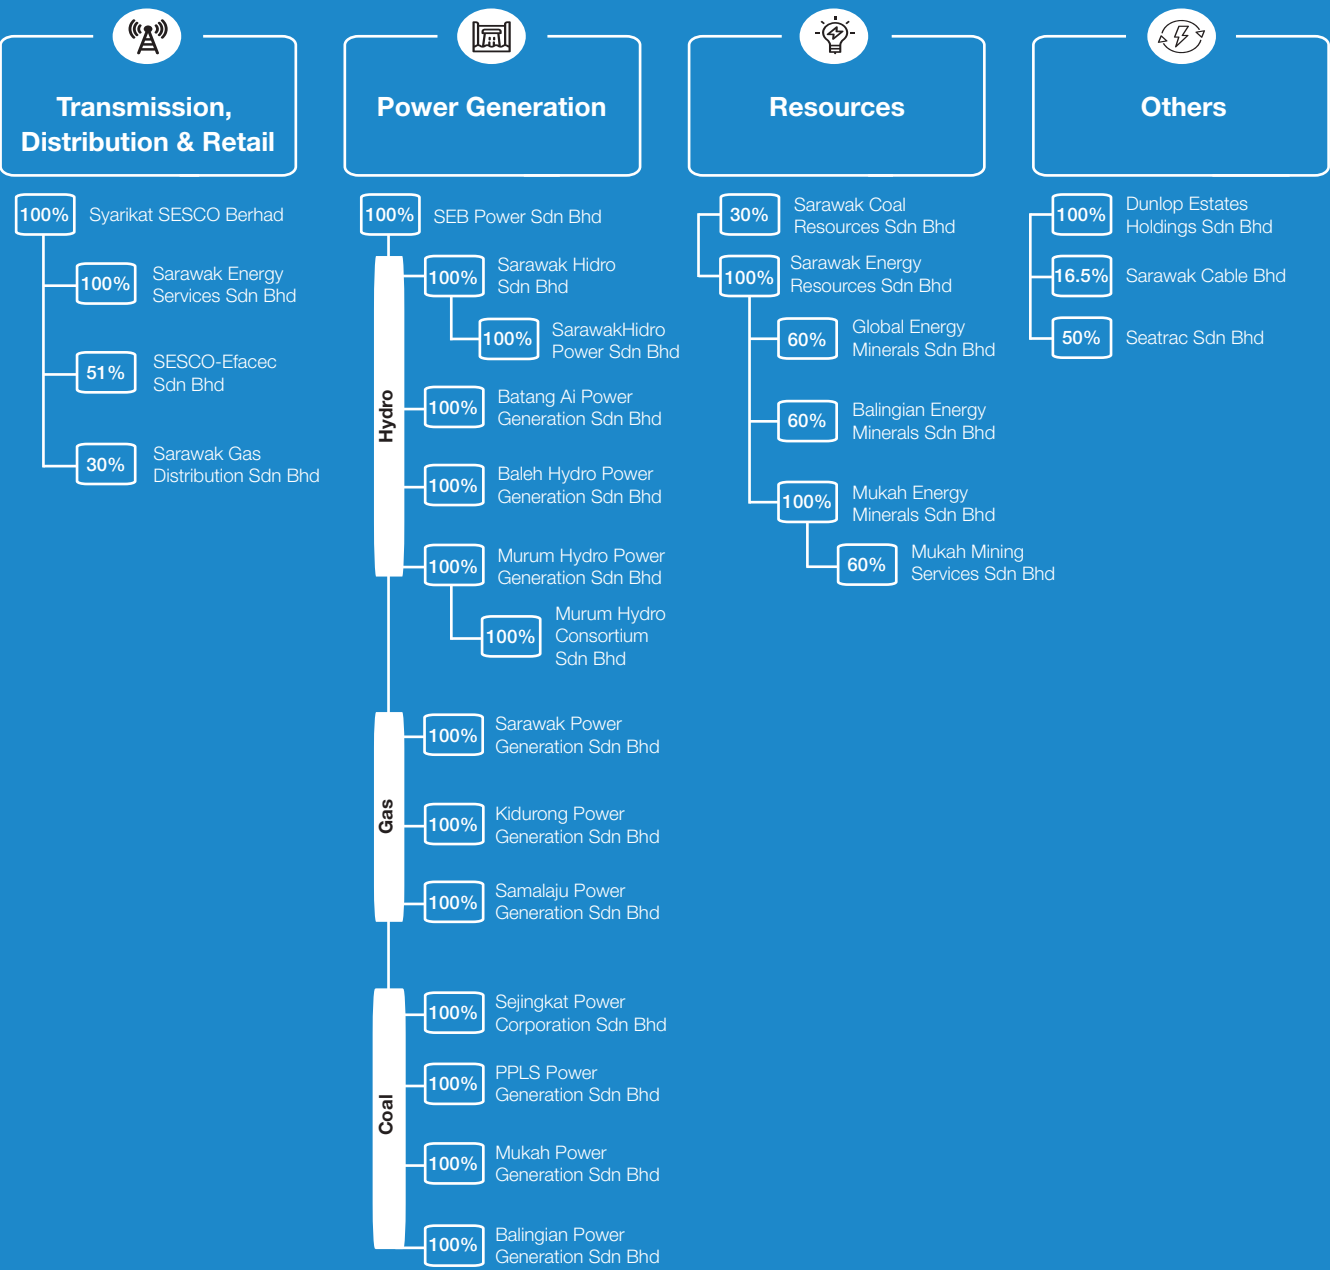 Transmission,
Distribution & Retail
100%
Syarikat SESCO Berhad
100%
Sarawak Energy
Services Sdn Bhd
51%
SESCO-Efacec
Sdn Bhd
30%
Sarawak Gas
Distribution Sdn Bhd
Power Generation
100%
SEB Power Sdn Bhd
Hydro
100%
Sarawak Hidro
Sdn Bhd
100%
SarawakHidro
Power Sdn Bhd
100%
Batang Ai Power
Generation Sdn Bhd
100%
Baleh Hydro Power
Generation Sdn Bhd
100%
Murum Hydro Power
Generation Sdn Bhd
100%
Murum Hydro
Consortium
Sdn Bhd
Gas
100%
Sarawak Power
Generation Sdn Bhd
100%
Kidurong Power
Generation Sdn Bhd
100%
Samalaju Power
Generation Sdn Bhd
Coal
100%
Sejingkat Power
Corporation Sdn Bhd
100%
PPLS Power
Generation Sdn Bhd
100%
Mukah Power
Generation Sdn Bhd
100%
Balingian Power
Generation Sdn Bhd
Resources
30%
Sarawak Coal
Resources Sdn Bhd
100%
Sarawak Energy
Resources Sdn Bhd
60%
Global Energy
Minerals Sdn Bhd
60%
Balingian Energy
Minerals Sdn Bhd
100%
Mukah Energy
Minerals Sdn Bhd
60%
Mukah Mining
Services Sdn Bhd
Others
100%
Dunlop Estates
Holdings Sdn Bhd
16.5%
Sarawak Cable Bhd
50%
Seatrac Sdn Bhd